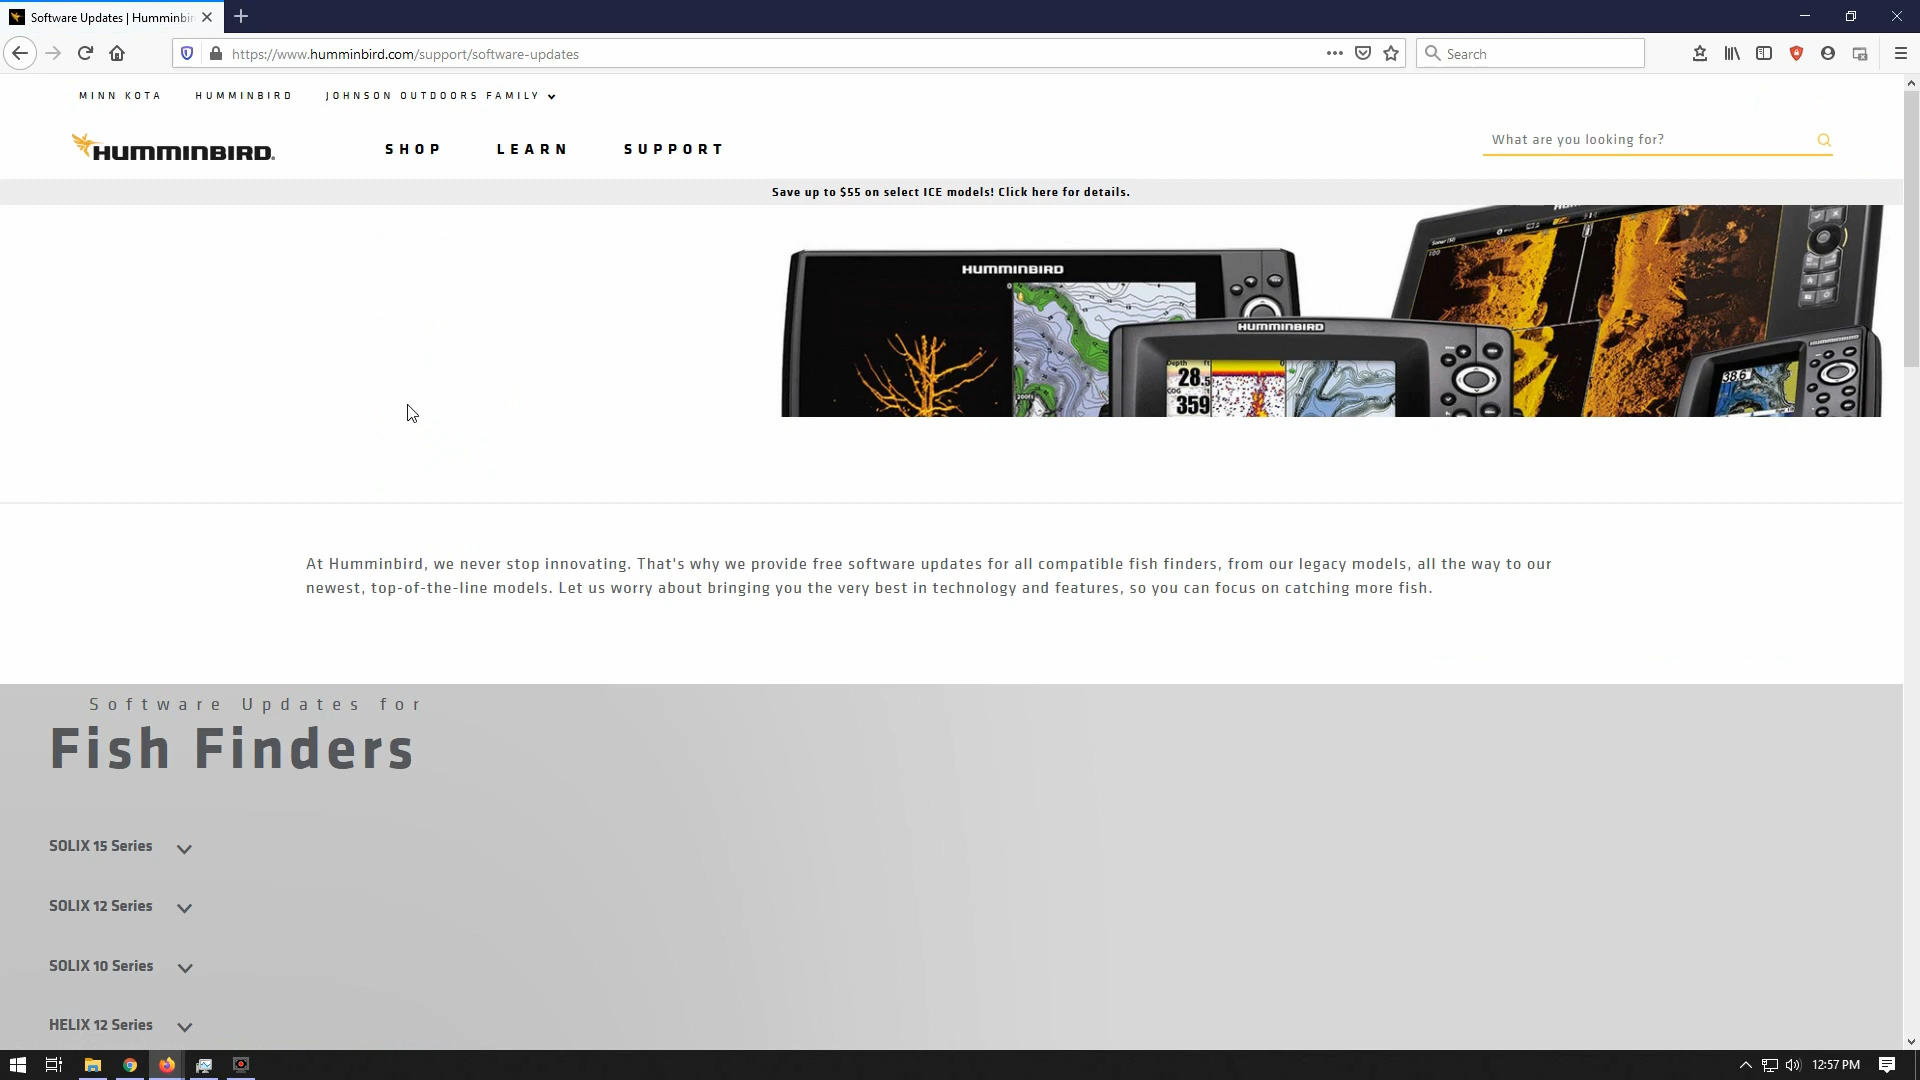 Software Updates | Humminbir
https://www.humminbird.com/support/software-updates
Search
MINN KOTA
HUMMINBIRD
JOHNSON OUTDOORS FAMILY
HUMMINBIRD.
SHOP
LEARN
SUPPORT
What are you looking for?
Save up to $55 on select ICE models! Click here for details.
HUMMINBIRD
HUMMINBIRD
Depth ft
28.5
COG
359
38.6
At Humminbird, we never stop innovating. That's why we provide free software updates for all compatible fish finders, from our legacy models, all the way to our
newest, top-of-the-line models. Let us worry about bringing you the very best in technology and features, so you can focus on catching more fish.
Software Updates for
Fish Finders
SOLIX 15 Series
SOLIX 12 Series
SOLIX 10 Series
HELIX 12 Series
12:57 PM